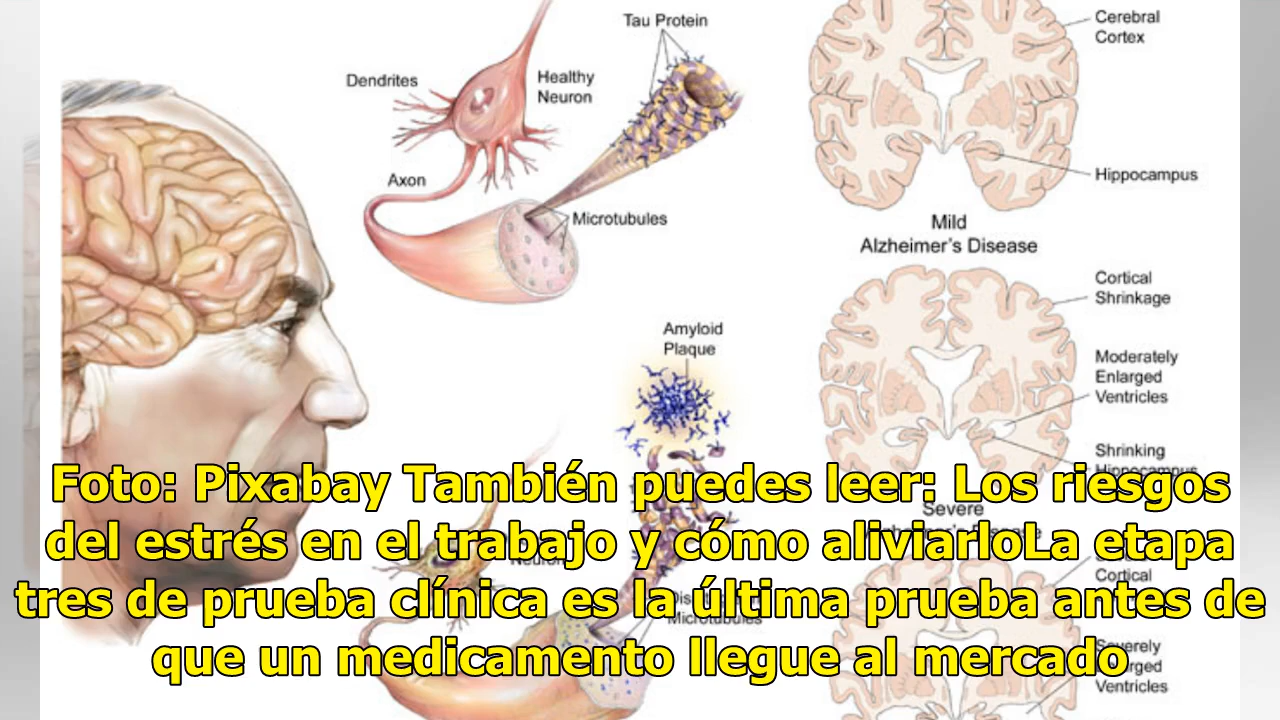 Tau Protein
Dendrites
Healthy
Neuron
Axon
Microtubules
Cerebral
Cortex
Hippocampus
Mild
Alzheimer's Disease
Cortical
Shrinkage
Moderately
Enlarged
Ventricles
Shrinking
Hippocampus
Amyloid
Plaque
Severe
Neuron
Microtubules
Cortical
Severely
Enlarged
Ventricles
Foto: Pixabay También puedes leer: Los riesgos
del estrés en el trabajo y cómo aliviarloLa etapa
tres de prueba clínica es la última prueba antes de
que un medicamento llegue al mercado